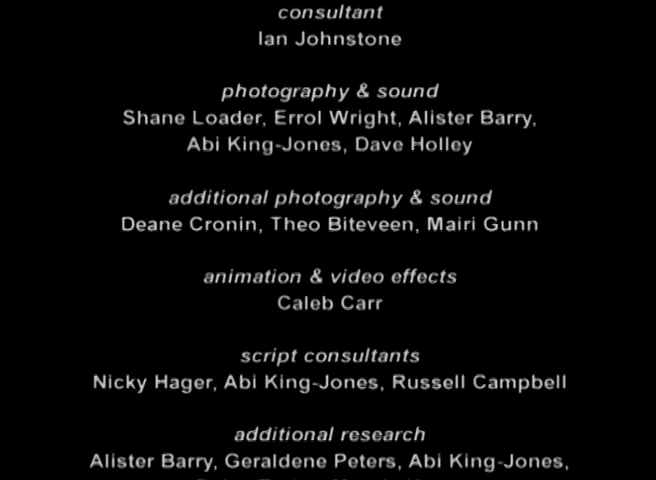 consultant
Ian Johnstone
photography & sound
Shane Loader, Errol Wright, Alister Barry,
Abi King-Jones, Dave Holley
additional photography & sound
Deane Cronin, Theo Biteveen, Mairi Gunn
animation & video effects
Caleb Carr
script consultants
Nicky Hager, Abi King-Jones, Russell Campbell
additional research
Alister Barry, Geraldene Peters, Abi King-Jones,